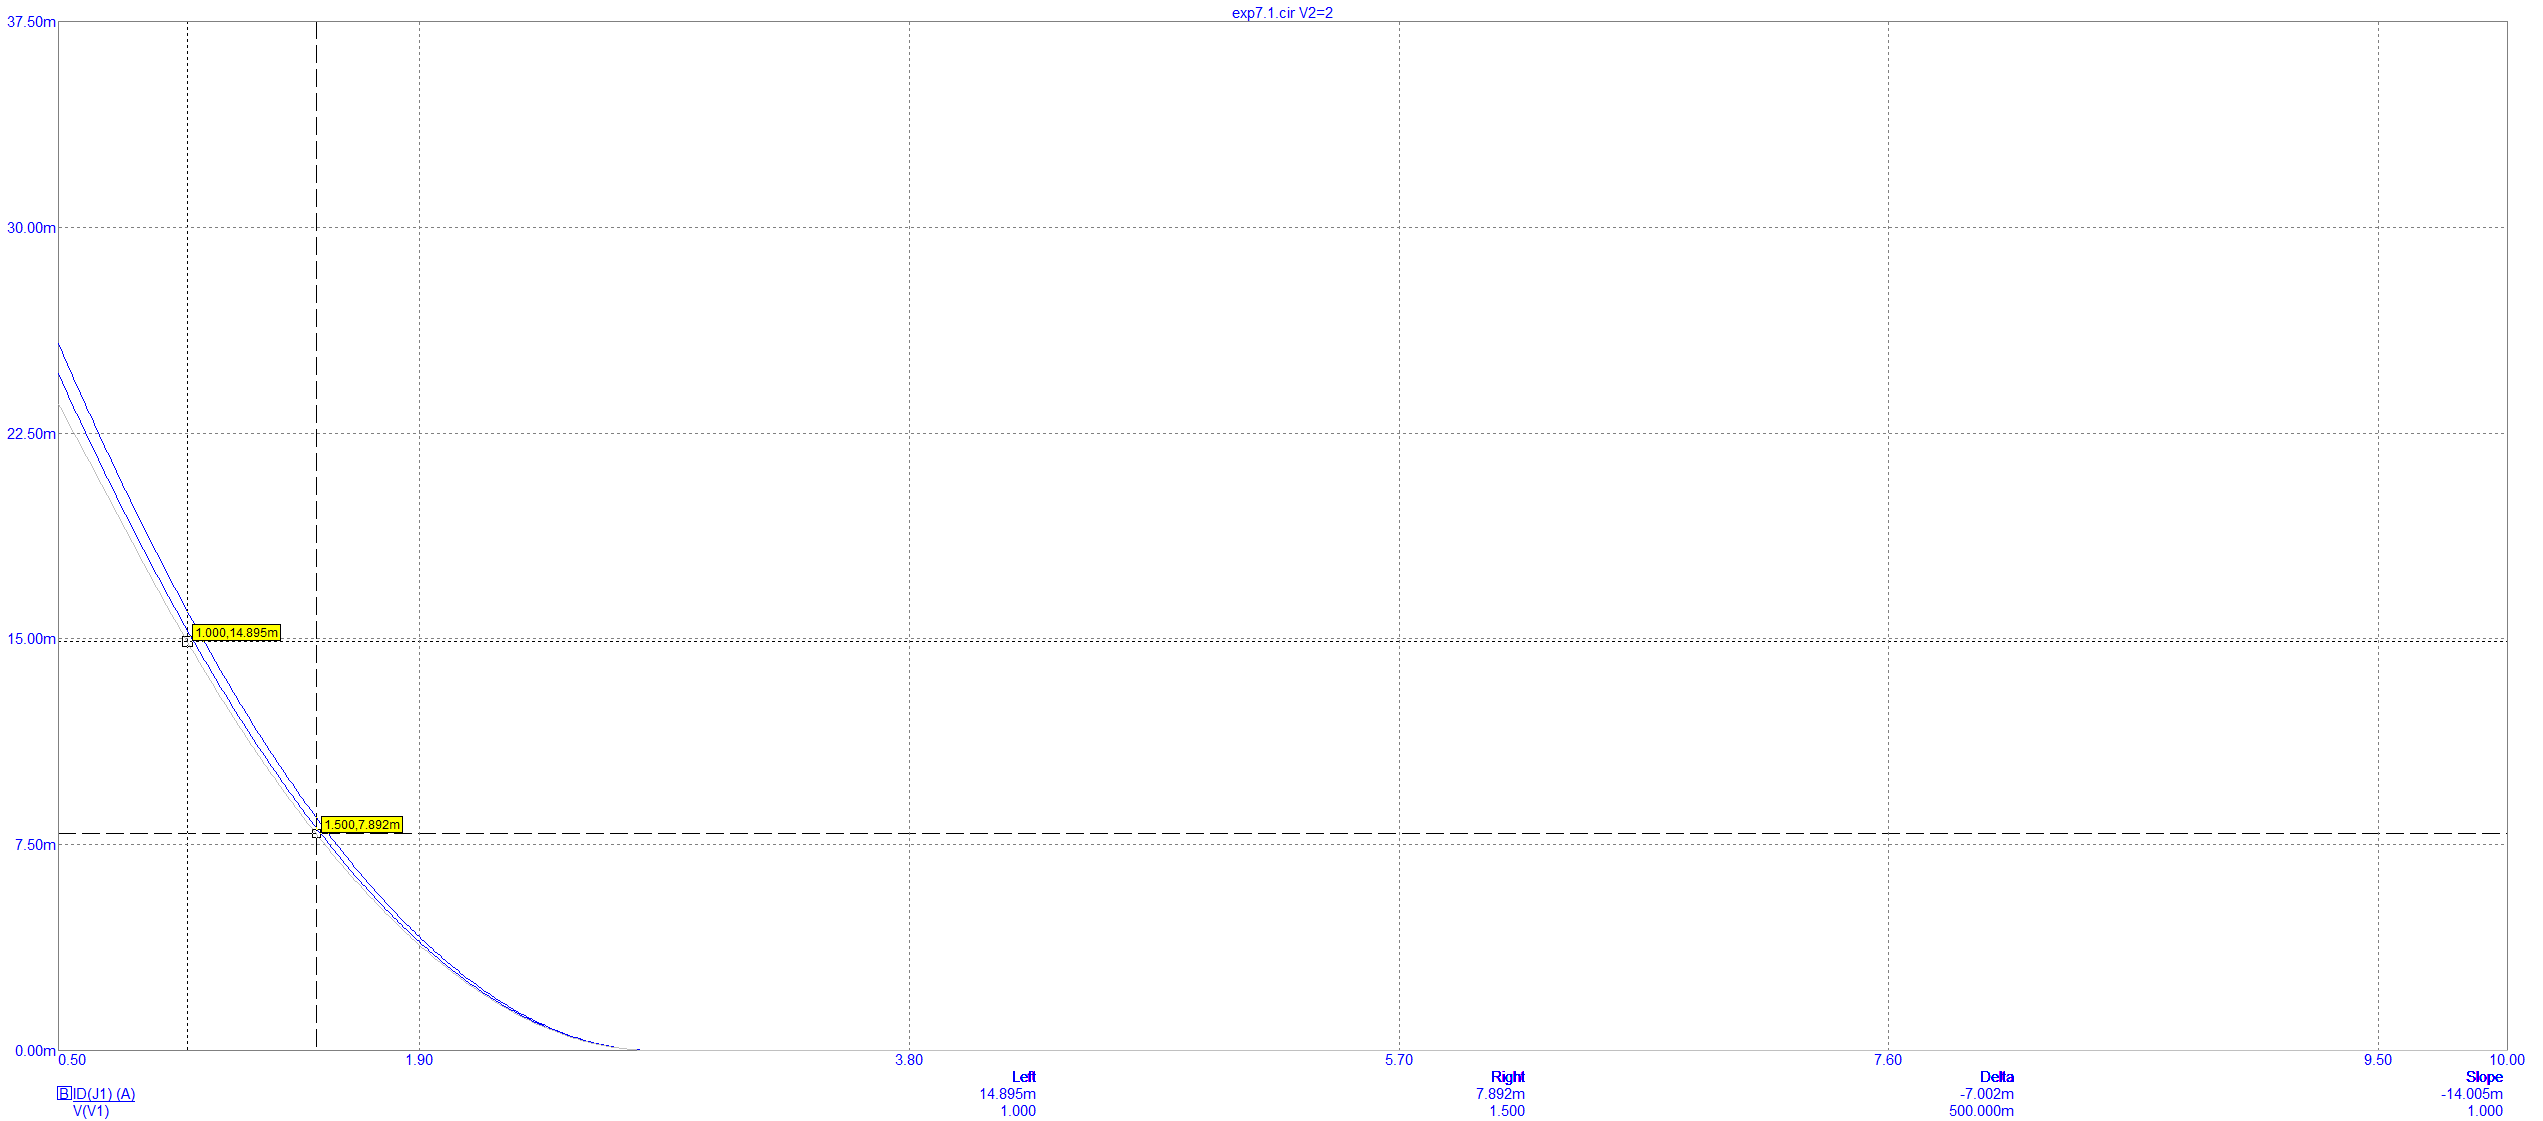 exp7.1.cir V2=2
37.50m
30.00m
22.50m
15.00m
7.50m
0.00m
1.000,14.895m
1.500,7.892m
0.50 1.90 3.80 5.70 7.60 9.50 10.00
Left Right Delta Slope
B ID(J1) (A) 14.895m 7.892m -7.002m -14.005m
V(V1) 1.000 1.500 500.000m 1.000